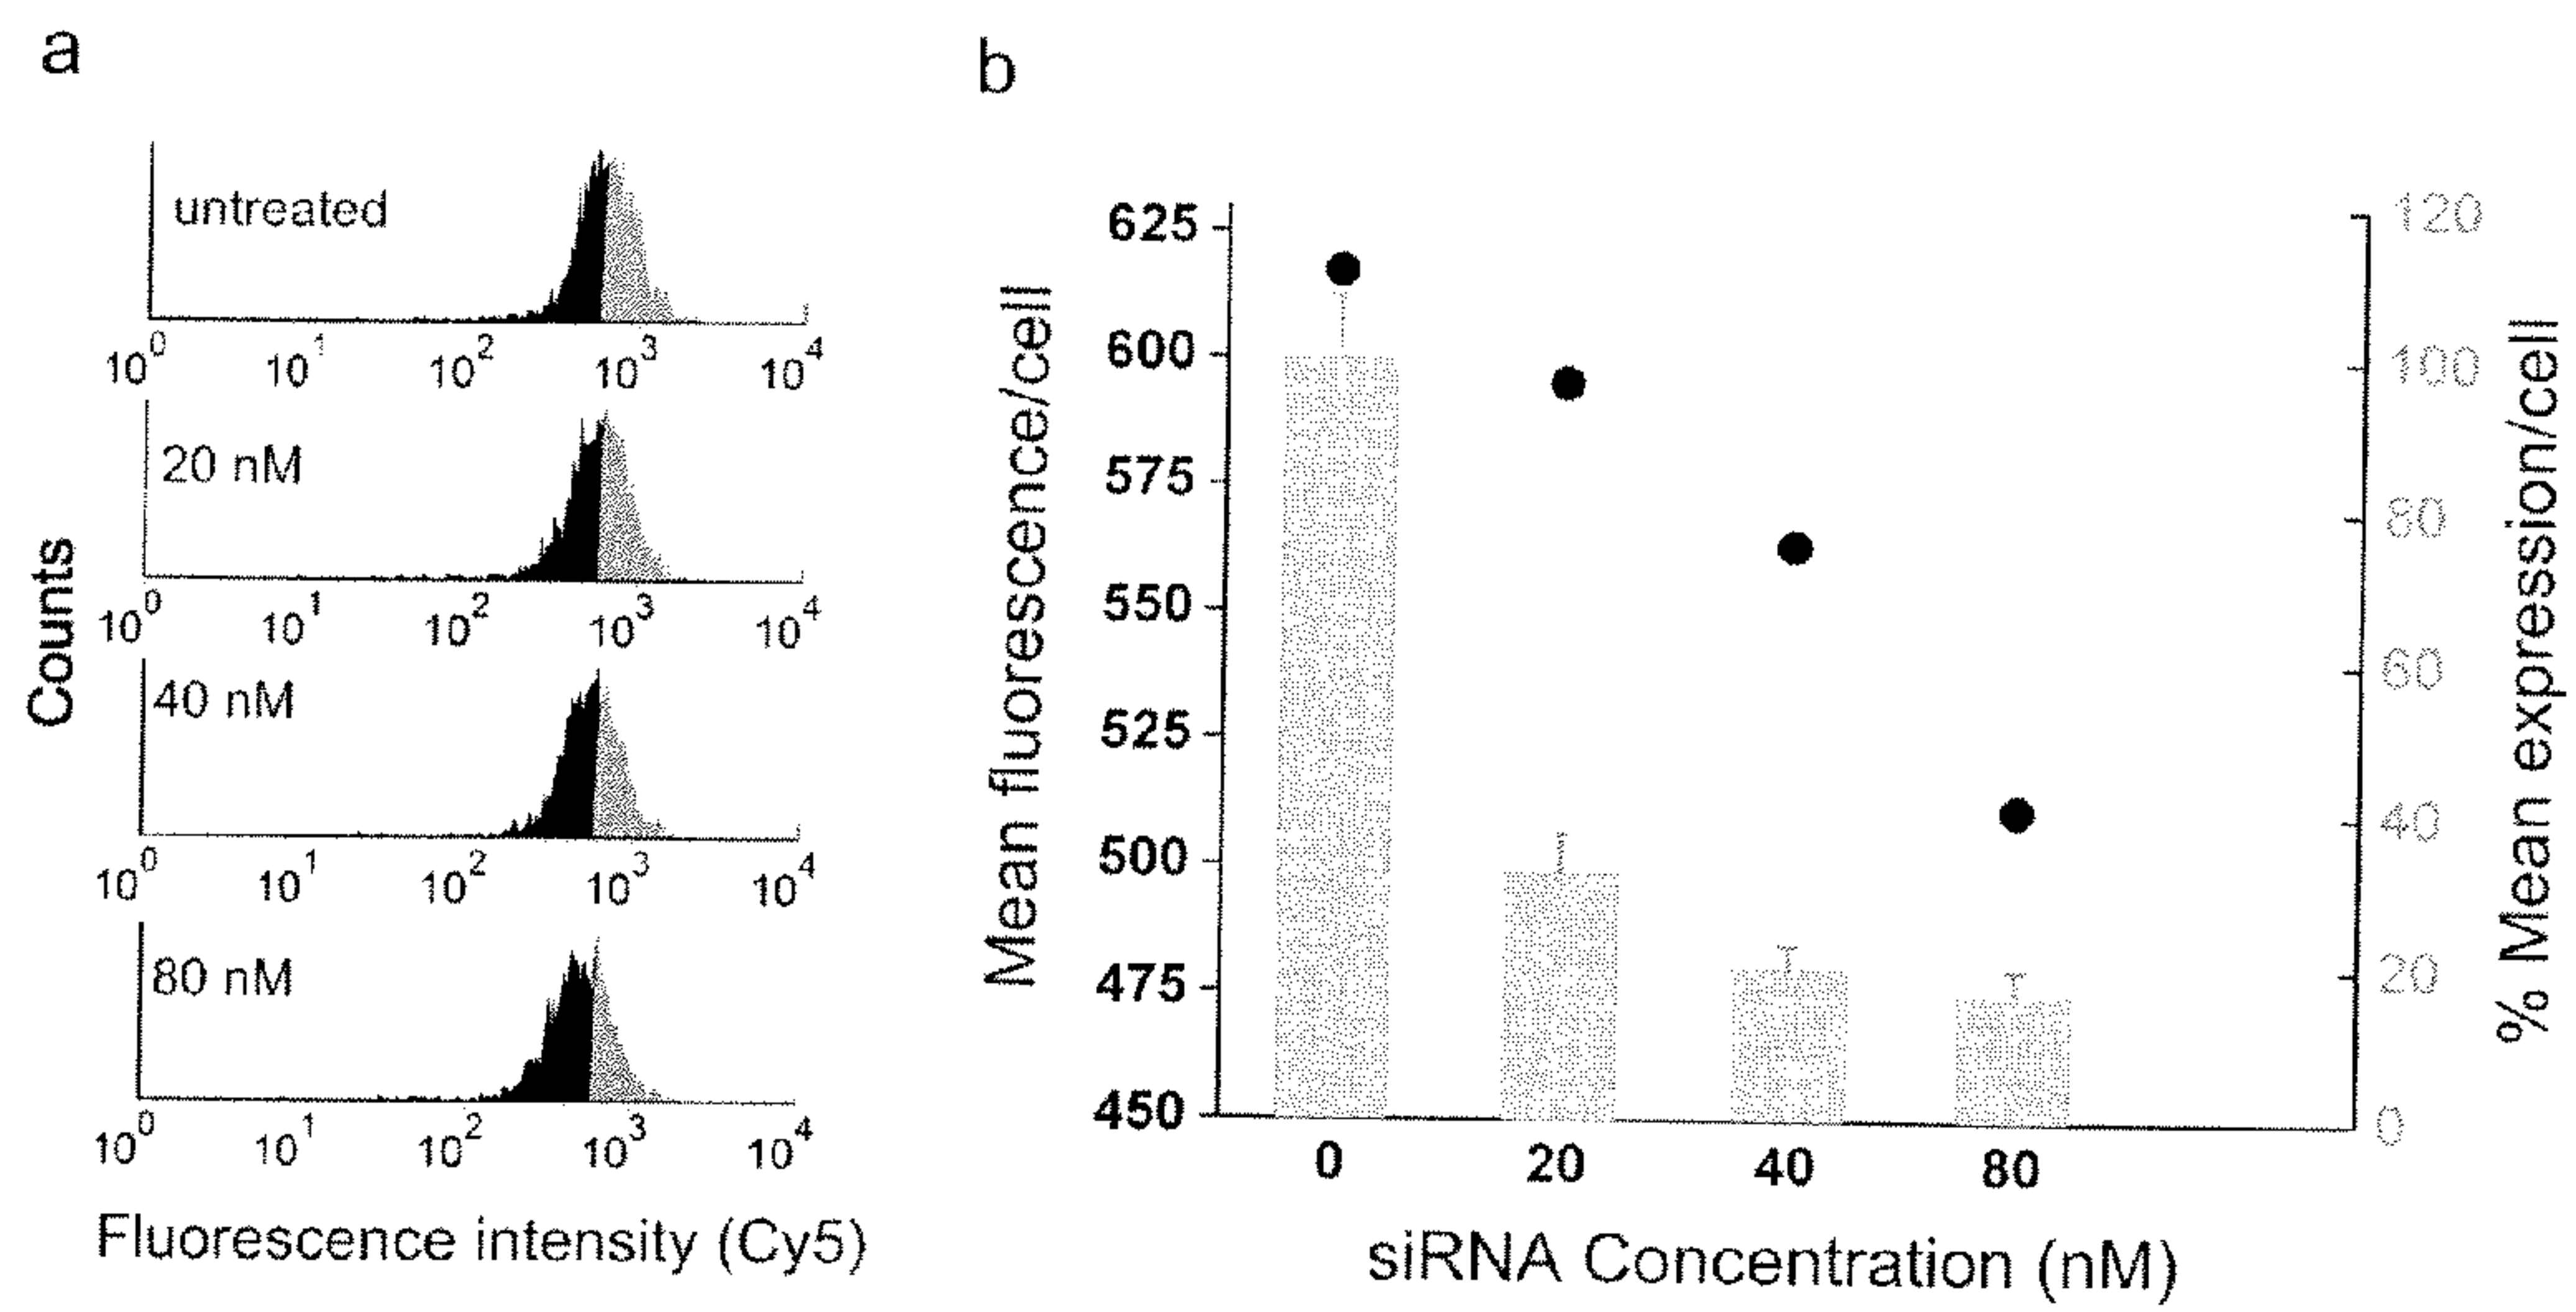 a
untreated
10^0 10^1 10^2 10^3 10^4
20 nM
10^0 10^1 10^2 10^3 10^4
40 nM
10^0 10^1 10^2 10^3 10^4
80 nM
10^0 10^1 10^2 10^3 10^4
Counts
Fluorescence intensity (Cy5)
b
Mean fluorescence/cell
625
600
575
550
525
500
475
450
0 20 40 80
siRNA Concentration (nM)
120
100
80
60
40
20
0
% Mean expression/cell